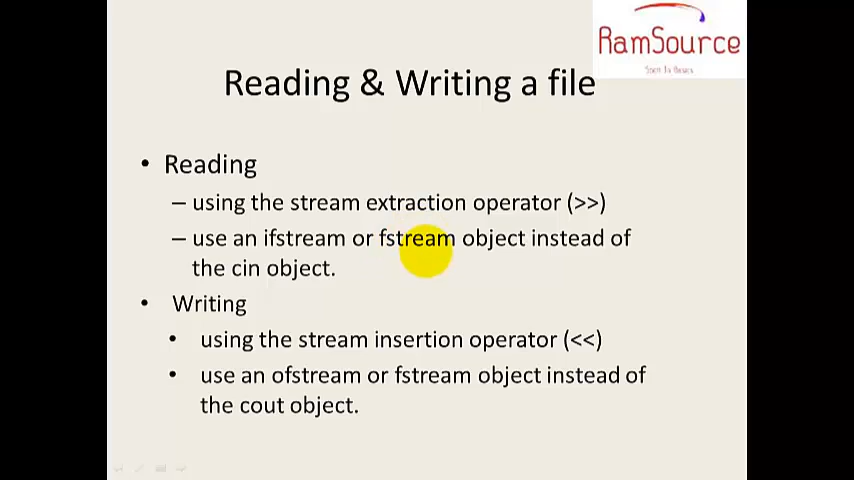 RamSource
Reading & Writing a file
• Reading
– using the stream extraction operator (>>)
– use an ifstream or fstream object instead of
the cin object.
• Writing
• using the stream insertion operator (<<)
• use an ofstream or fstream object instead of
the cout object.